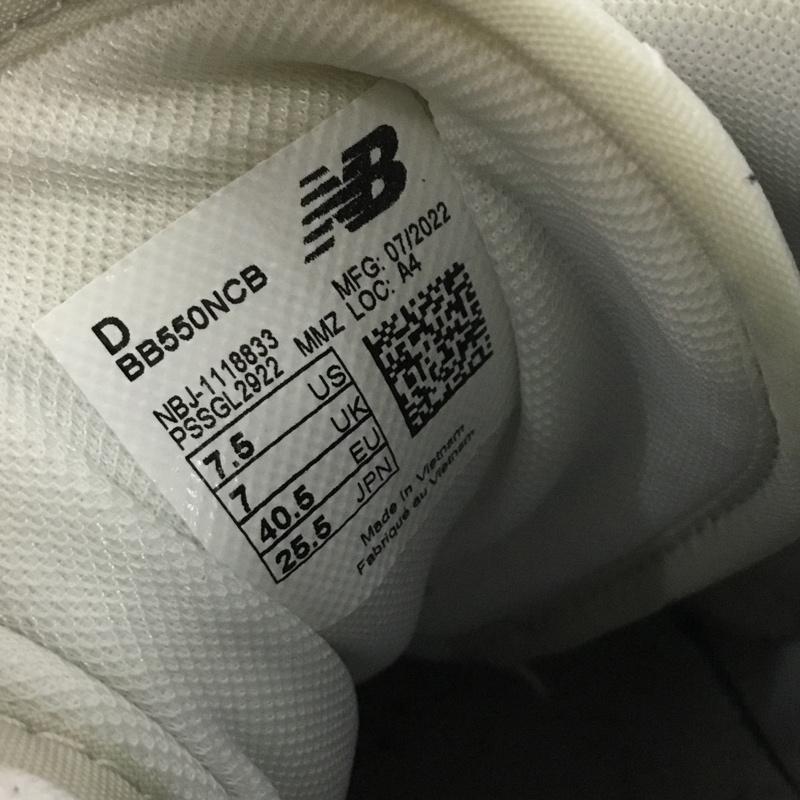 NB
MFG: 07/2022
LOC: A4
D
BB550NCB
NBJ-1118833
PSSGL2922 MMZ
7.5 US
7 UK
40.5 EU
25.5 JPN
Made in Vietnam
Fabriqué au Vietnam